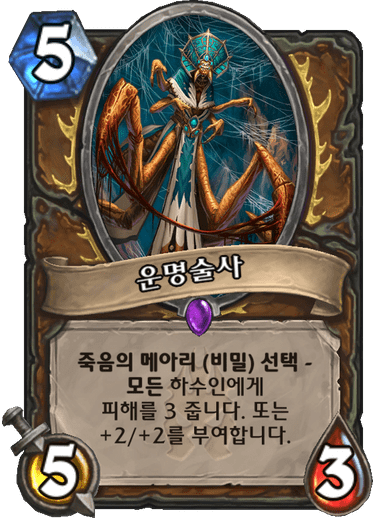 5
운명술사
죽음의 메아리 (비밀) 선택 -
모든 하수인에게
피해를 3 줍니다. 또는
+2/+2를 부여합니다.
5
3